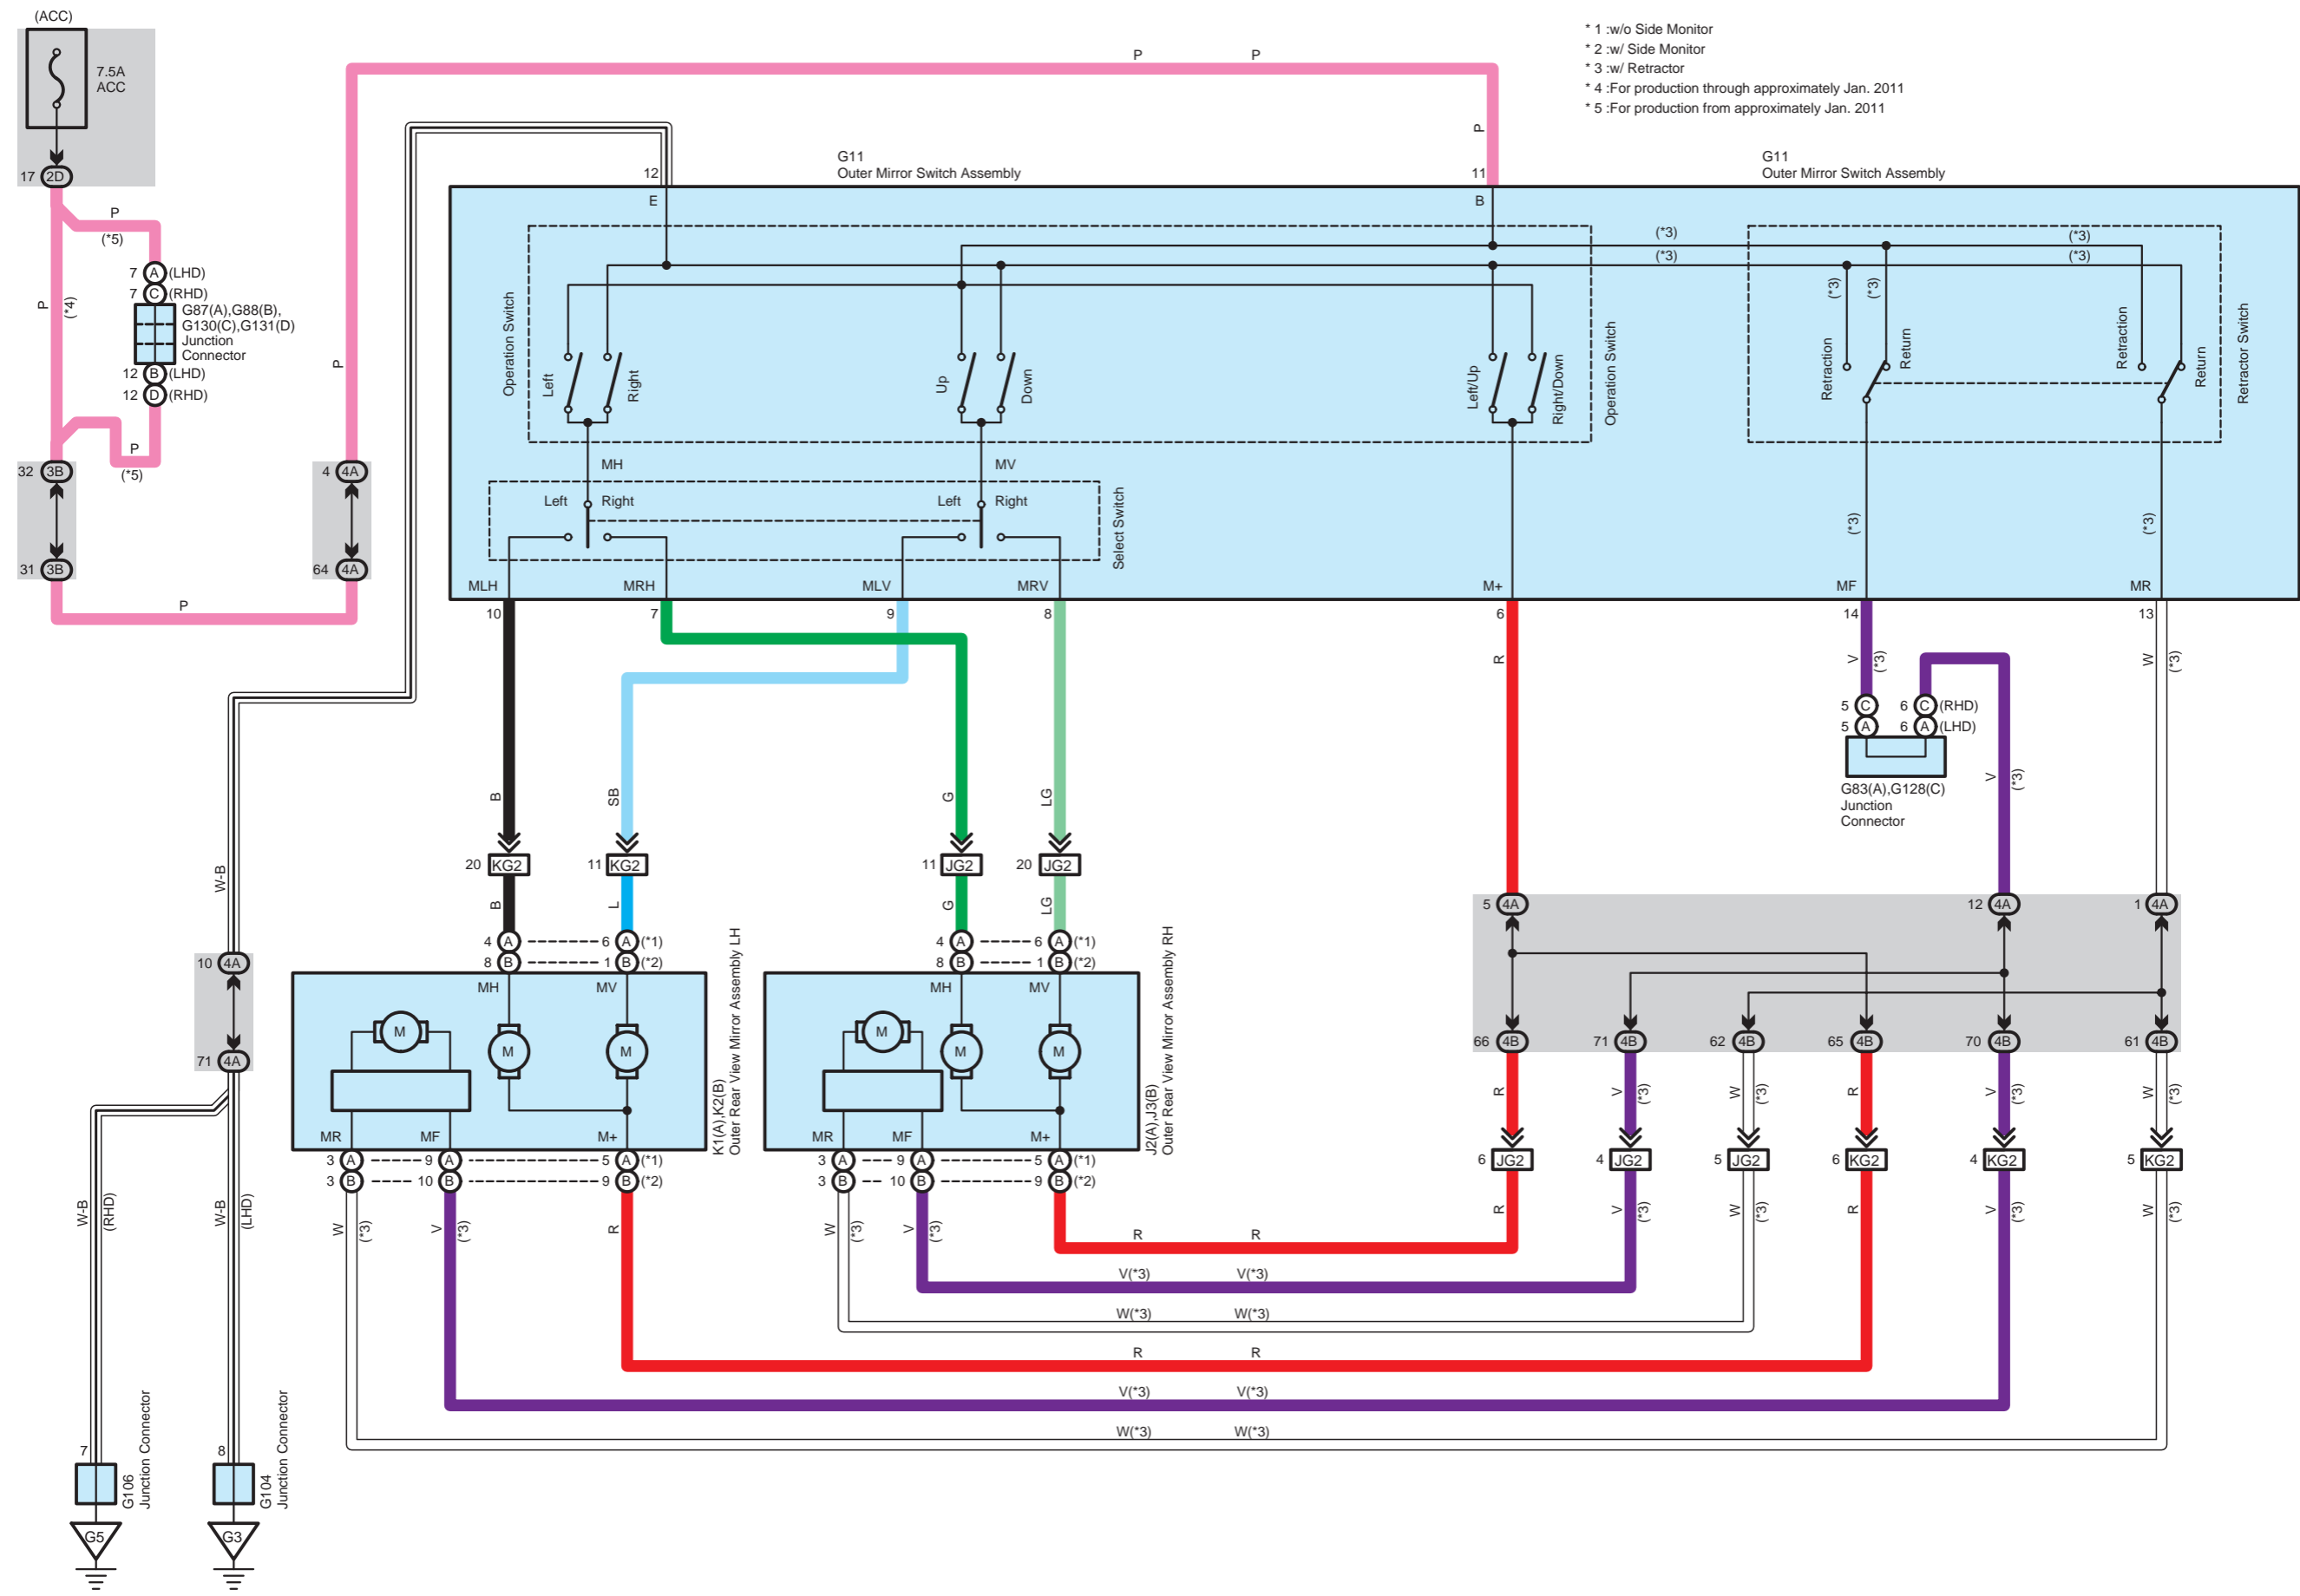 (ACC)
7.5A
ACC
17 2D
P
(*5)
P
(*4)
7 A (LHD)
7 C (RHD)
G87(A),G88(B),
G130(C),G131(D)
Junction
Connector
12 B (LHD)
12 D (RHD)
P
(*5)
32 3B
31 3B
P
4 4A
64 4A
P
P P
P
* 1 :w/o Side Monitor
* 2 :w/ Side Monitor
* 3 :w/ Retractor
* 4 :For production through approximately Jan. 2011
* 5 :For production from approximately Jan. 2011
G11
Outer Mirror Switch Assembly
G11
Outer Mirror Switch Assembly
12
E
11
B
(*3) (*3)
(*3) (*3)
Operation Switch
Left
Right
Up
Down
Left/Up
Right/Down
Operation Switch
(*3)
(*3)
Retraction
Return
Retraction
Return
Retractor Switch
MH
MV
Left Right
Left Right
Select Switch
(*3)
(*3)
MLH MRH MLV MRV M+ MF MR
10 7 9 8 6 14 13
R
V
(*3)
W
(*3)
5 C 6 C (RHD)
5 A 6 A (LHD)
G83(A),G128(C)
Junction
Connector
V
(*3)
B
SB
G
LG
20 KG2
11 KG2
11 JG2
20 JG2
B
L
G
LG
4 A 6 A (*1)
8 B 1 B (*2)
4 A 6 A (*1)
8 B 1 B (*2)
MH MV
M M M
MR MF M+
K1(A),K2(B)
Outer Rear View Mirror Assembly LH
MH MV
M M M
MR MF M+
J2(A),J3(B)
Outer Rear View Mirror Assembly RH
3 A 9 A 5 A (*1)
3 B 10 B 9 B (*2)
3 A 9 A 5 A (*1)
3 B 10 B 9 B (*2)
W
(*3)
V
(*3)
R
W
(*3)
V
(*3)
5 4A
12 4A
1 4A
66 4B
71 4B
62 4B
65 4B
70 4B
61 4B
R
V
(*3)
W
(*3)
R
V
(*3)
W
(*3)
6 JG2
4 JG2
5 JG2
6 KG2
4 KG2
5 KG2
R
V
(*3)
W
(*3)
R
V
(*3)
W
(*3)
R R
V(*3) V(*3)
W(*3) W(*3)
R R
V(*3) V(*3)
W(*3) W(*3)
W-B
10 4A
71 4A
W-B
(RHD)
W-B
(LHD)
7
G106
Junction Connector
8
G104
Junction Connector
G5
G3